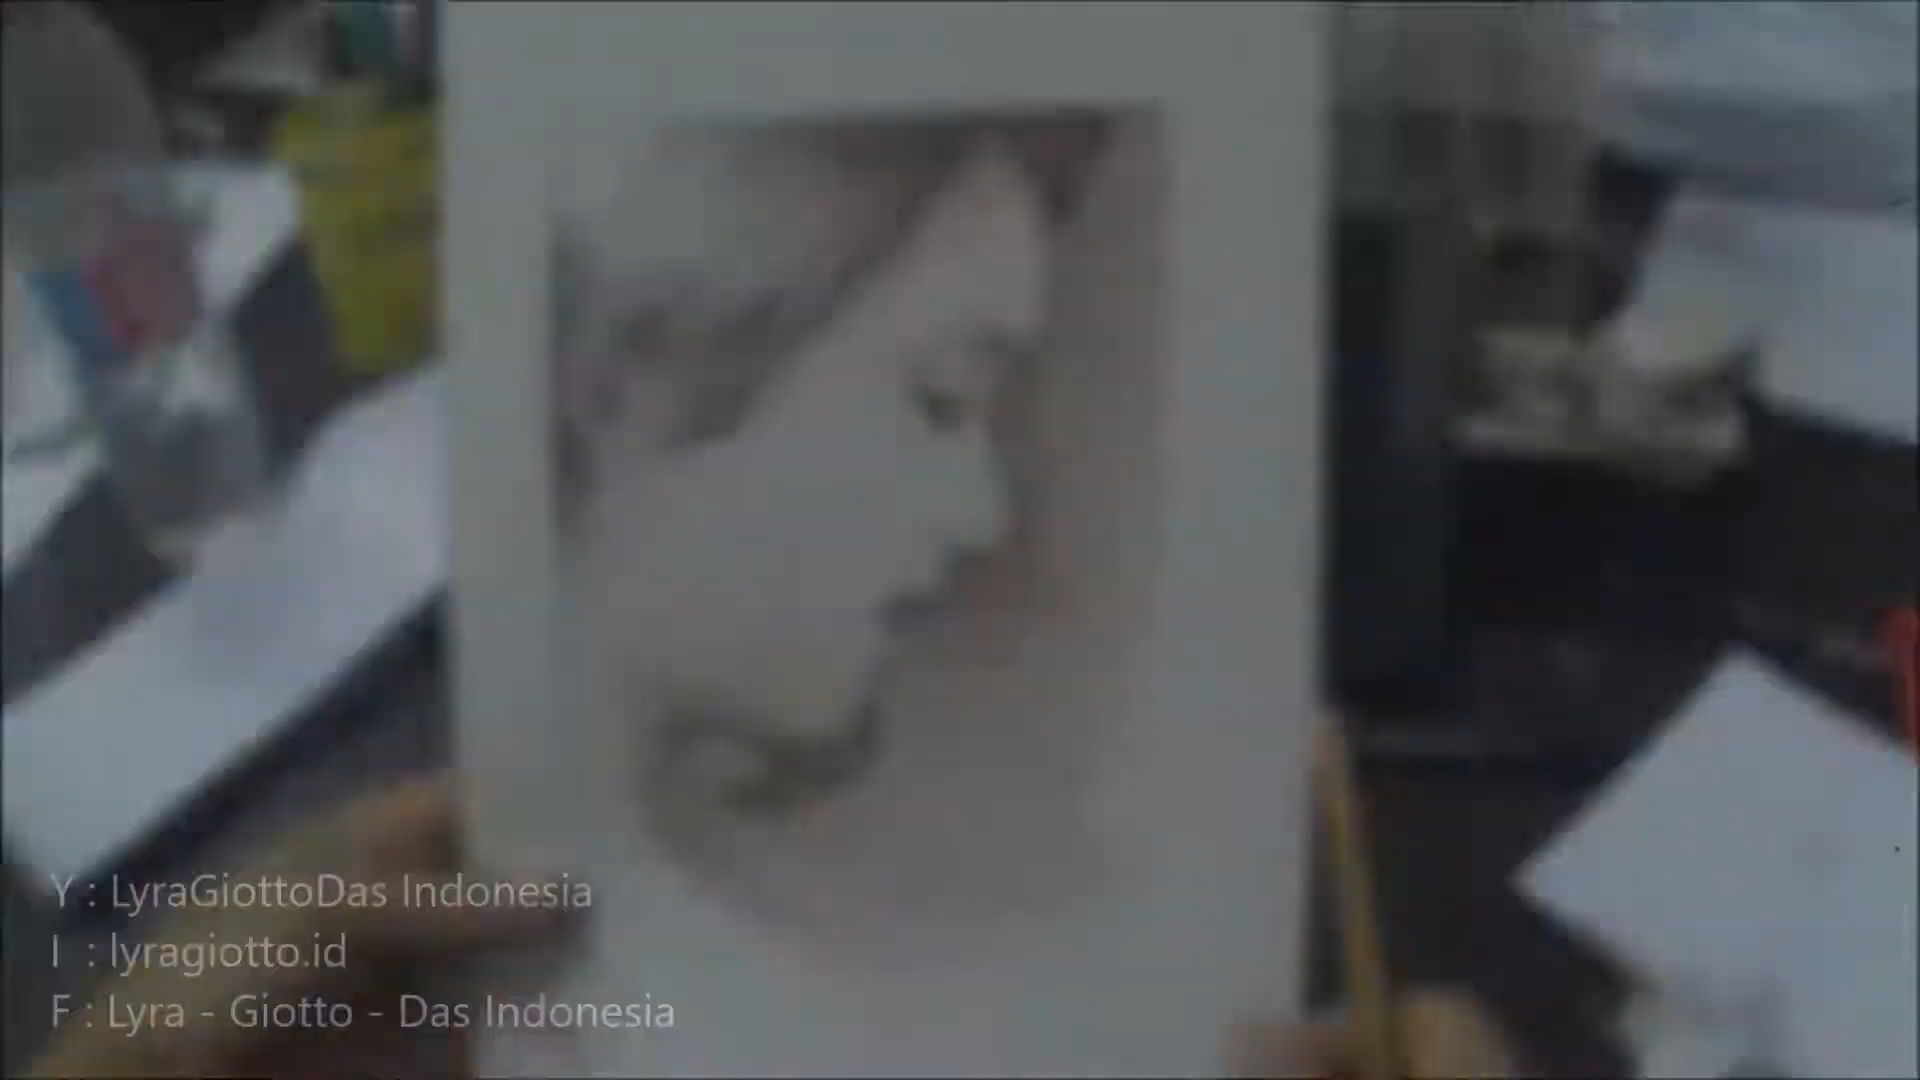 Y : LyraGiottoDas Indonesia
I : lyragiotto.id
F : Lyra - Giotto - Das Indonesia